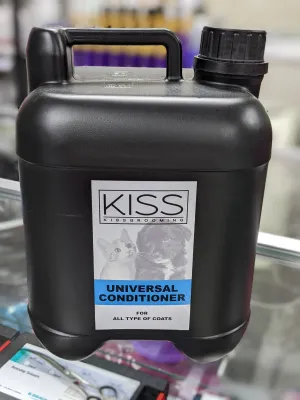 KISS
KISSGROOMING
UNIVERSAL
CONDITIONER
FOR
ALL TYPE OF COATS